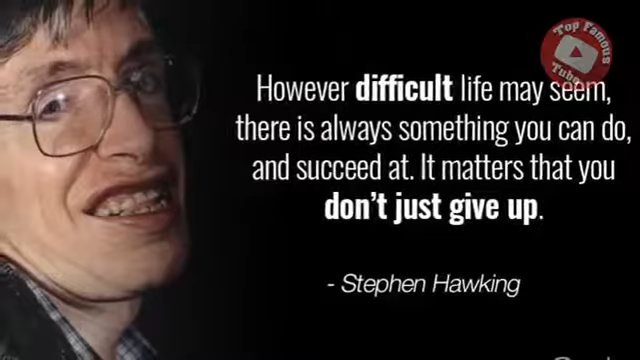 Top Famous
Tube
However difficult life may seem,
there is always something you can do,
and succeed at. It matters that you
don't just give up.
- Stephen Hawking